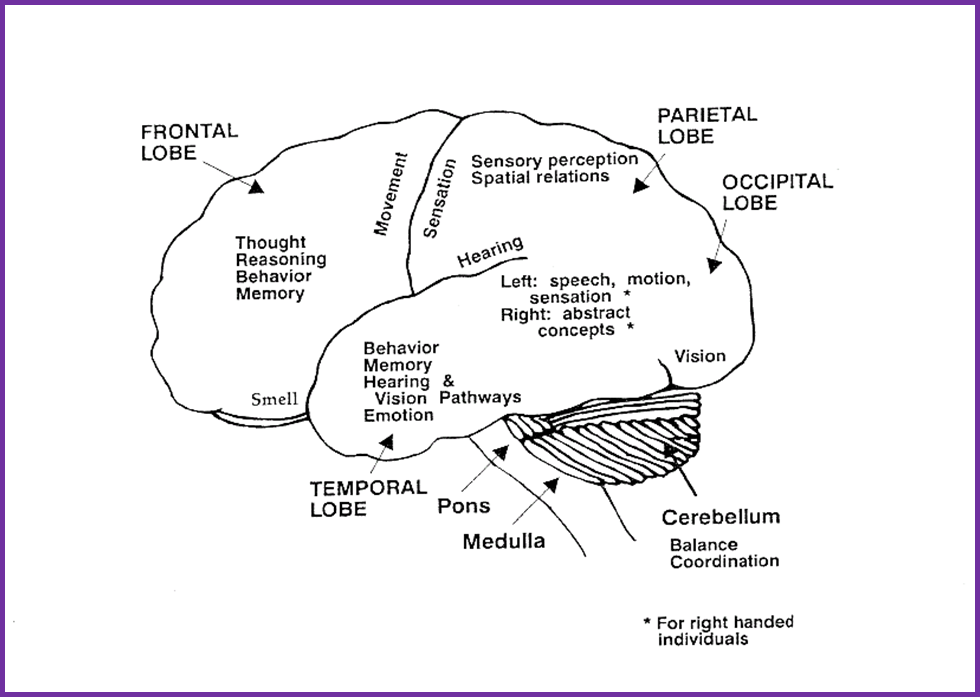 FRONTAL
LOBE
Thought
Reasoning
Behavior
Memory
Movement
Sensation
Sensory perception
Spatial relations
PARIETAL
LOBE
OCCIPITAL
LOBE
Hearing
Left: speech, motion,
sensation *
Right: abstract
concepts *
Vision
Smell
Behavior
Memory
Hearing &
Vision Pathways
Emotion
TEMPORAL
LOBE
Pons
Medulla
Cerebellum
Balance
Coordination
* For right handed
individuals